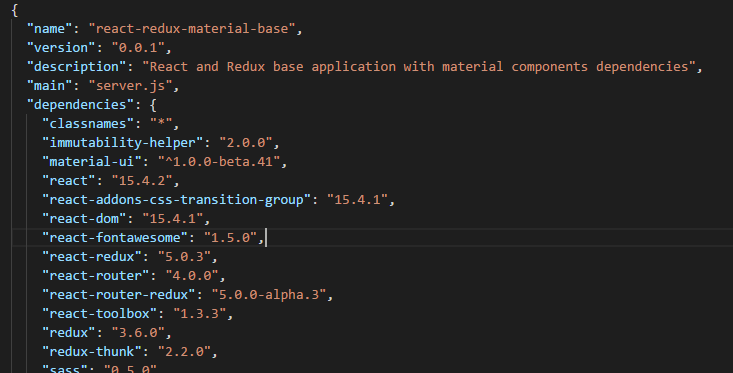 {
"name": "react-redux-material-base",
"version": "0.0.1",
"description": "React and Redux base application with material components dependencies",
"main": "server.js",
"dependencies": {
"classnames": "*",
"immutability-helper": "2.0.0",
"material-ui": "^1.0.0-beta.41",
"react": "15.4.2",
"react-addons-css-transition-group": "15.4.1",
"react-dom": "15.4.1",
"react-fontawesome": "1.5.0",
"react-redux": "5.0.3",
"react-router": "4.0.0",
"react-router-redux": "5.0.0-alpha.3",
"react-toolbox": "1.3.3",
"redux": "3.6.0",
"redux-thunk": "2.2.0",
"sass": "0.5.0"